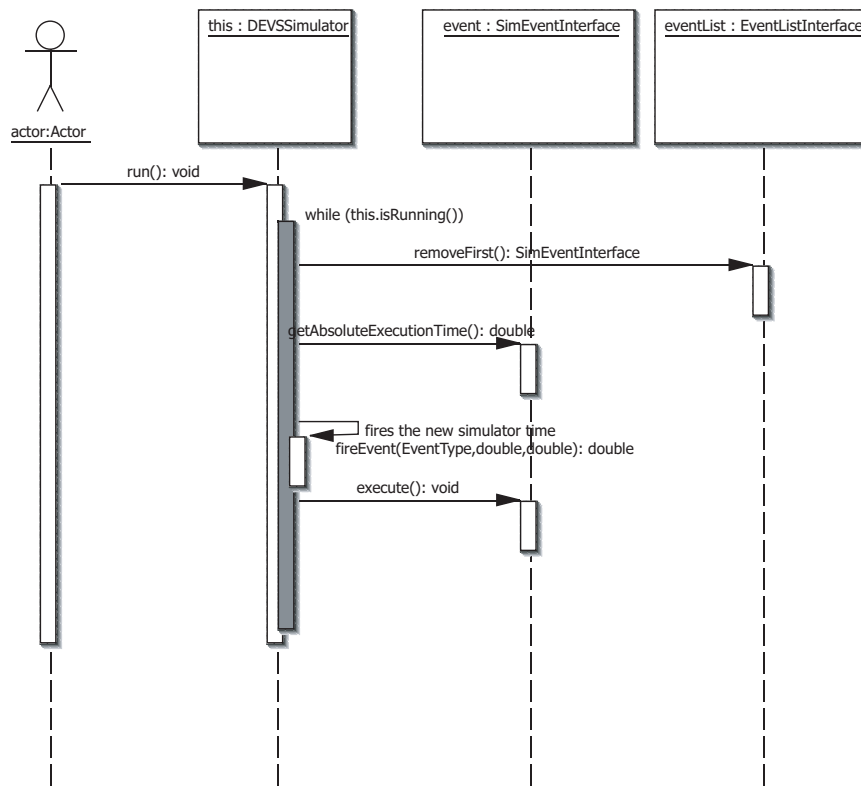 this : DEVSSimulator
event : SimEventInterface
eventList : EventListInterface
actor:Actor
run(): void
while (this.isRunning())
removeFirst(): SimEventInterface
getAbsoluteExecutionTime(): double
fires the new simulator time
fireEvent(EventType,double,double): double
execute(): void